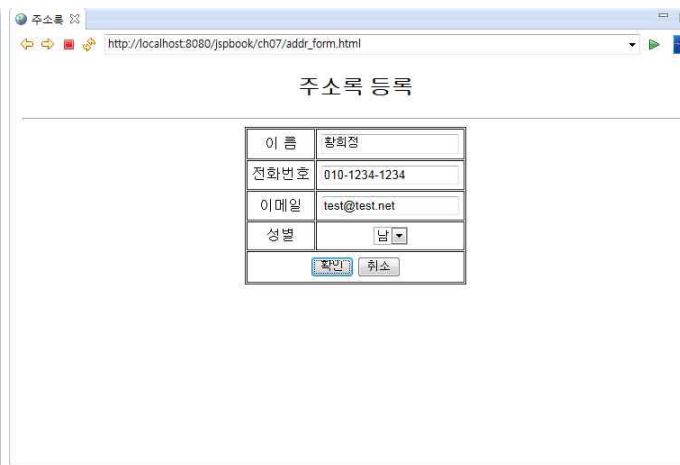 주소록
http://localhost:8080/jspbook/ch07/addr_form.html
주소록 등록
이 름 황희정
전화번호 010-1234-1234
이메일 test@test.net
성별 남
확인 취소